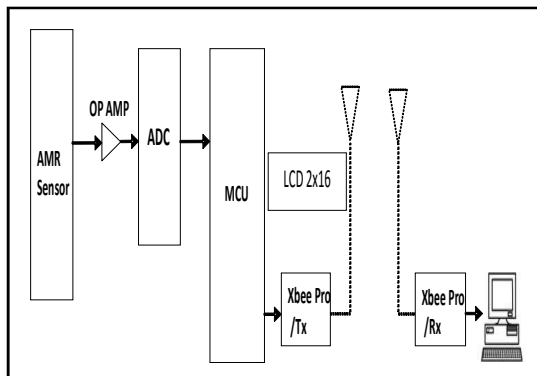 AMR
Sensor
OP AMP
ADC
MCU
LCD 2x16
Xbee Pro
/Tx
Xbee Pro
/Rx